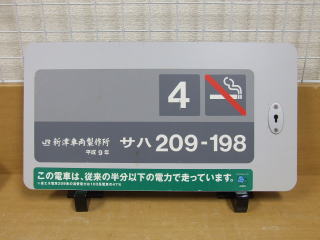 4
JR 新津車両製作所
平成9年
サハ 209-198
この電車は、従来の半分以下の電力で走っています。